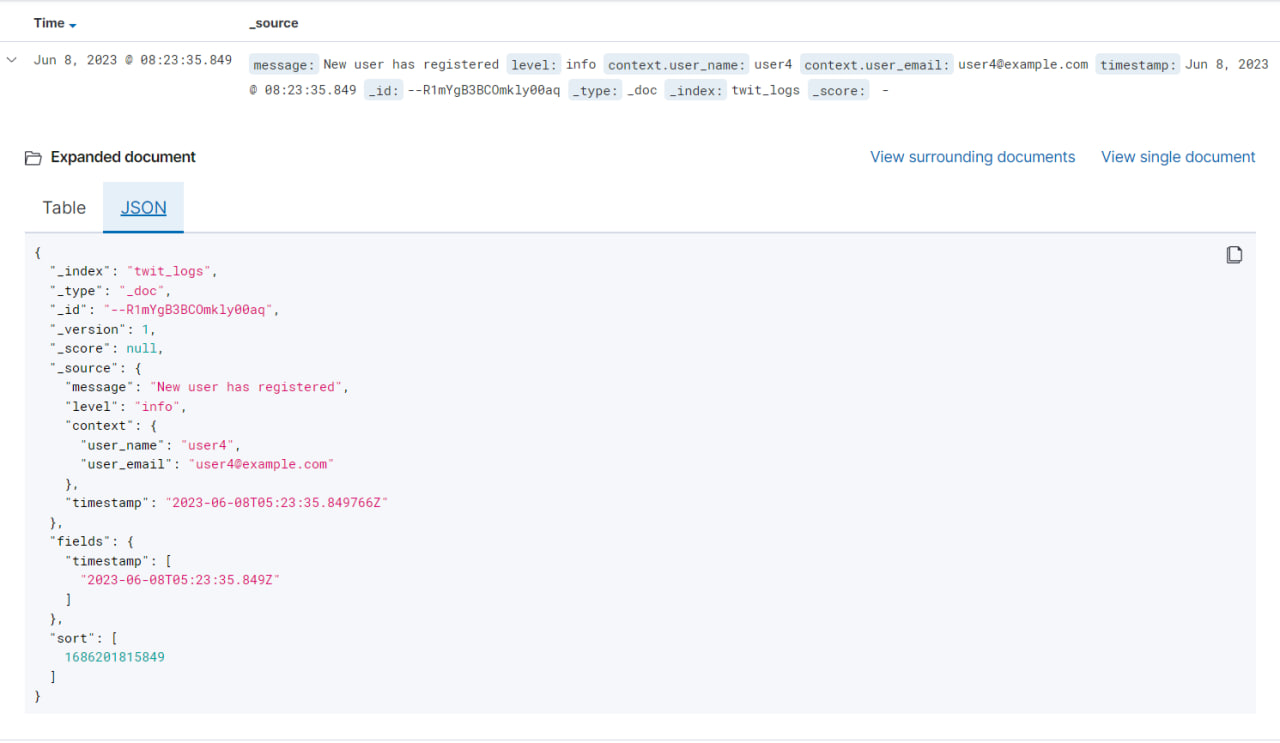 Time _source
Jun 8, 2023 @ 08:23:35.849 message: New user has registered level: info context.user_name: user4 context.user_email: user4@example.com timestamp: Jun 8, 2023
@ 08:23:35.849 _id: --R1mYgB3BCOmkly00aq _type: _doc _index: twit_logs _score: -
Expanded document View surrounding documents View single document
Table JSON
{
"_index": "twit_logs",
"_type": "_doc",
"_id": "--R1mYgB3BCOmkly00aq",
"_version": 1,
"_score": null,
"_source": {
"message": "New user has registered",
"level": "info",
"context": {
"user_name": "user4",
"user_email": "user4@example.com"
},
"timestamp": "2023-06-08T05:23:35.849766Z"
},
"fields": {
"timestamp": [
"2023-06-08T05:23:35.849Z"
]
},
"sort": [
1686201815849
]
}